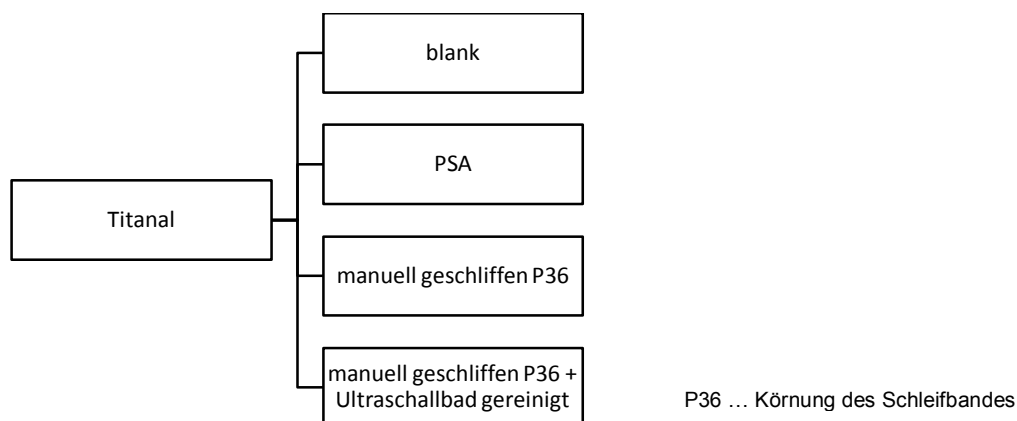 blank
PSA
Titanal
manuell geschliffen P36
manuell geschliffen P36 +
Ultraschallbad gereinigt
P36 … Körnung des Schleifbandes